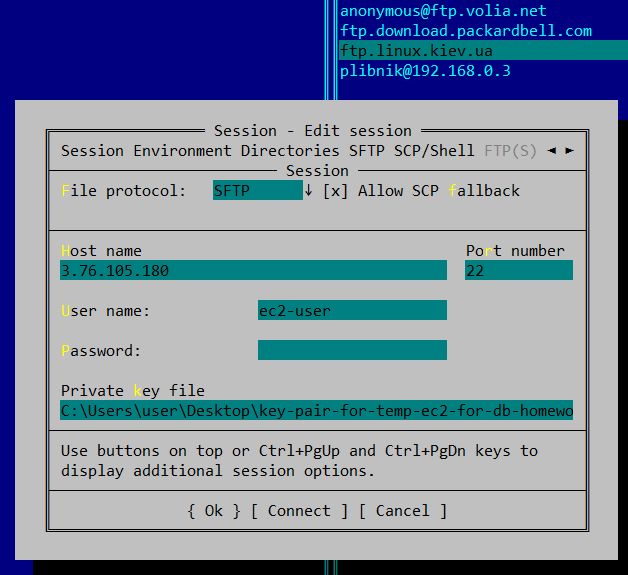 anonymous@ftp.volia.net
ftp.download.packardbell.com
ftp.linux.kiev.ua
plibnik@192.168.0.3
Session - Edit session
Session Environment Directories SFTP SCP/Shell FTP(S) ◄ ►
Session
File protocol: SFTP ↓ [x] Allow SCP fallback
Host name Port number
3.76.105.180 22
User name: ec2-user
Password:
Private key file
C:\Users\user\Desktop\key-pair-for-temp-ec2-for-db-homewo
Use buttons on top or Ctrl+PgUp and Ctrl+PgDn keys to
display additional session options.
{ Ok } [ Connect ] [ Cancel ]